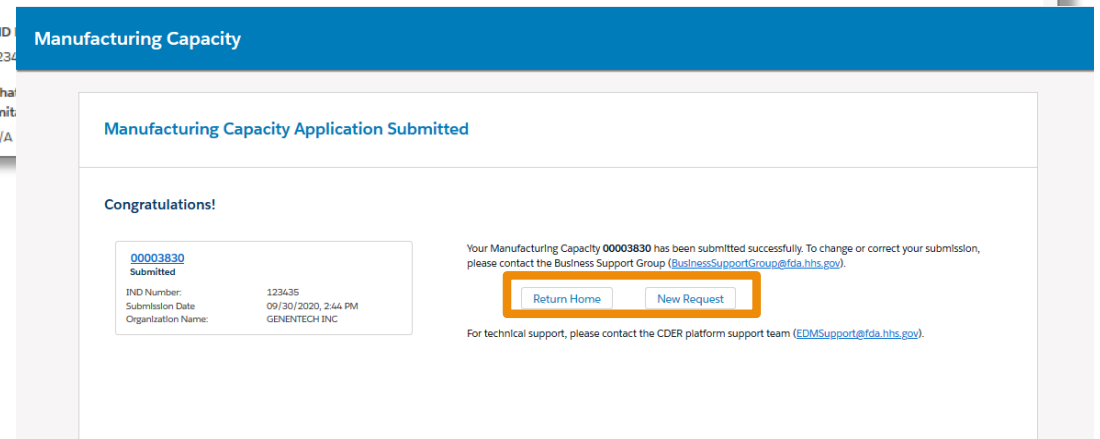 Manufacturing Capacity
Manufacturing Capacity Application Submitted
Congratulations!
00003830
Submitted
IND Number: 123435
Submission Date 09/30/2020, 2:44 PM
Organization Name: GENENTECH INC
Your Manufacturing Capacity 00003830 has been submitted successfully. To change or correct your submission,
please contact the Business Support Group (BusinessSupportGroup@fda.hhs.gov).
Return Home New Request
For technical support, please contact the CDER platform support team (EDMSupport@fda.hhs.gov).